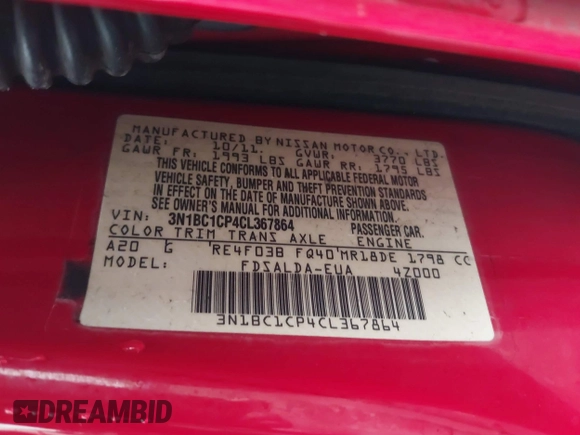 MANUFACTURED BY NISSAN MOTOR CO., LTD.
DATE: 10/11. GVWR: 3770 LBS
GAWR FR: 1993 LBS GAWR RR: 1795 LBS
THIS VEHICLE CONFORMS TO ALL APPLICABLE FEDERAL MOTOR
VEHICLE SAFETY, BUMPER AND THEFT PREVENTION STANDARDS
IN EFFECT ON THE DATE OF MANUFACTURE SHOWN ABOVE.
SEE OWNER'S MANUAL FOR ADDITIONAL INFORMATION.
VIN: 3N1BC1CP4CL367864 PASSENGER CAR.
COLOR TRIM TRANS AXLE ENGINE
A20 G 'RE4F03B FQ40'MR18DE 1798 CC
FDSALDA-EUA 4Z000
3N1BC1CP4CL367864
DREAMBID